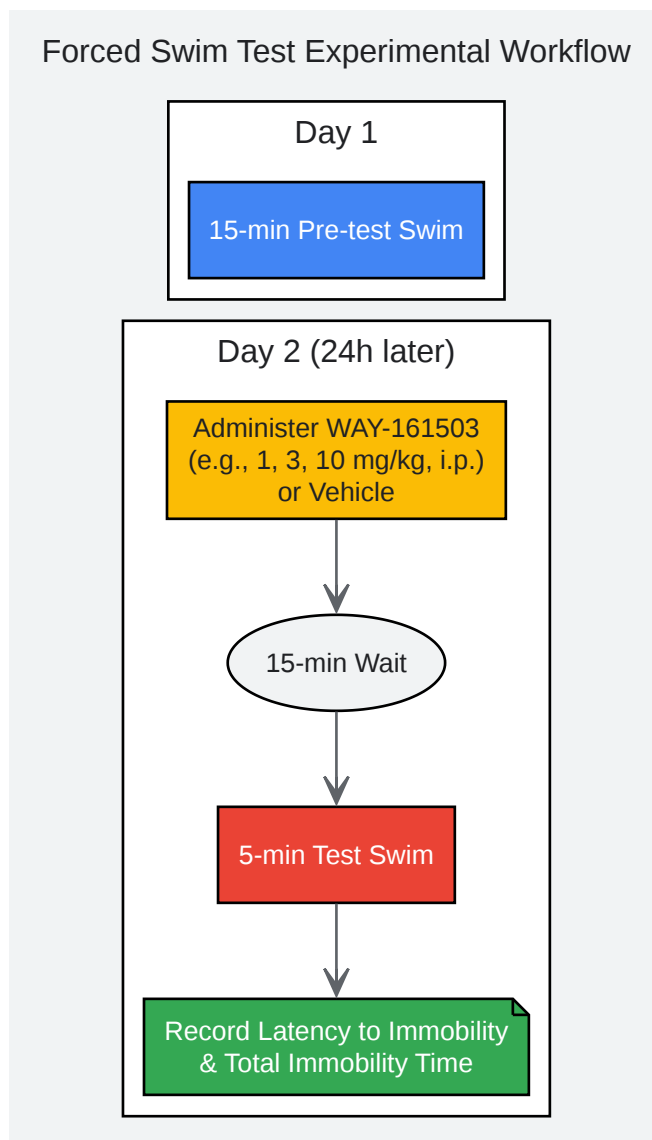 Forced Swim Test Experimental Workflow
Day 1
15-min Pre-test Swim
Day 2 (24h later)
Administer WAY-161503
(e.g., 1, 3, 10 mg/kg, i.p.)
or Vehicle
15-min Wait
5-min Test Swim
Record Latency to Immobility
& Total Immobility Time